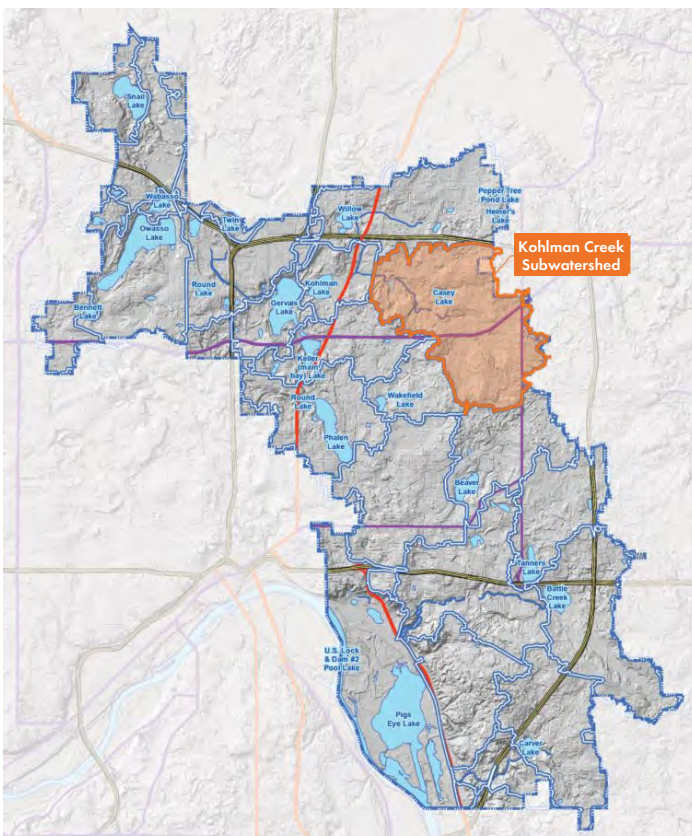 Snail
Lake
Wabasso
Lake
Owasso
Lake
Twin
Lake
Willow
Lake
Pepper Tree
Pond Lake
Heiner's
Lake
Kohlman Creek
Subwatershed
Round
Lake
Kohlman
Lake
Gervais
Lake
Casey
Lake
Bennett
Lake
Keller
(main
bay) Lake
Round
Lake
Wakefield
Lake
Phalen
Lake
Beaver
Lake
Tanners
Lake
Battle
Creek
Lake
U.S. Lock
& Dam #2
Pool Lake
Pigs
Eye Lake
Carver
Lake